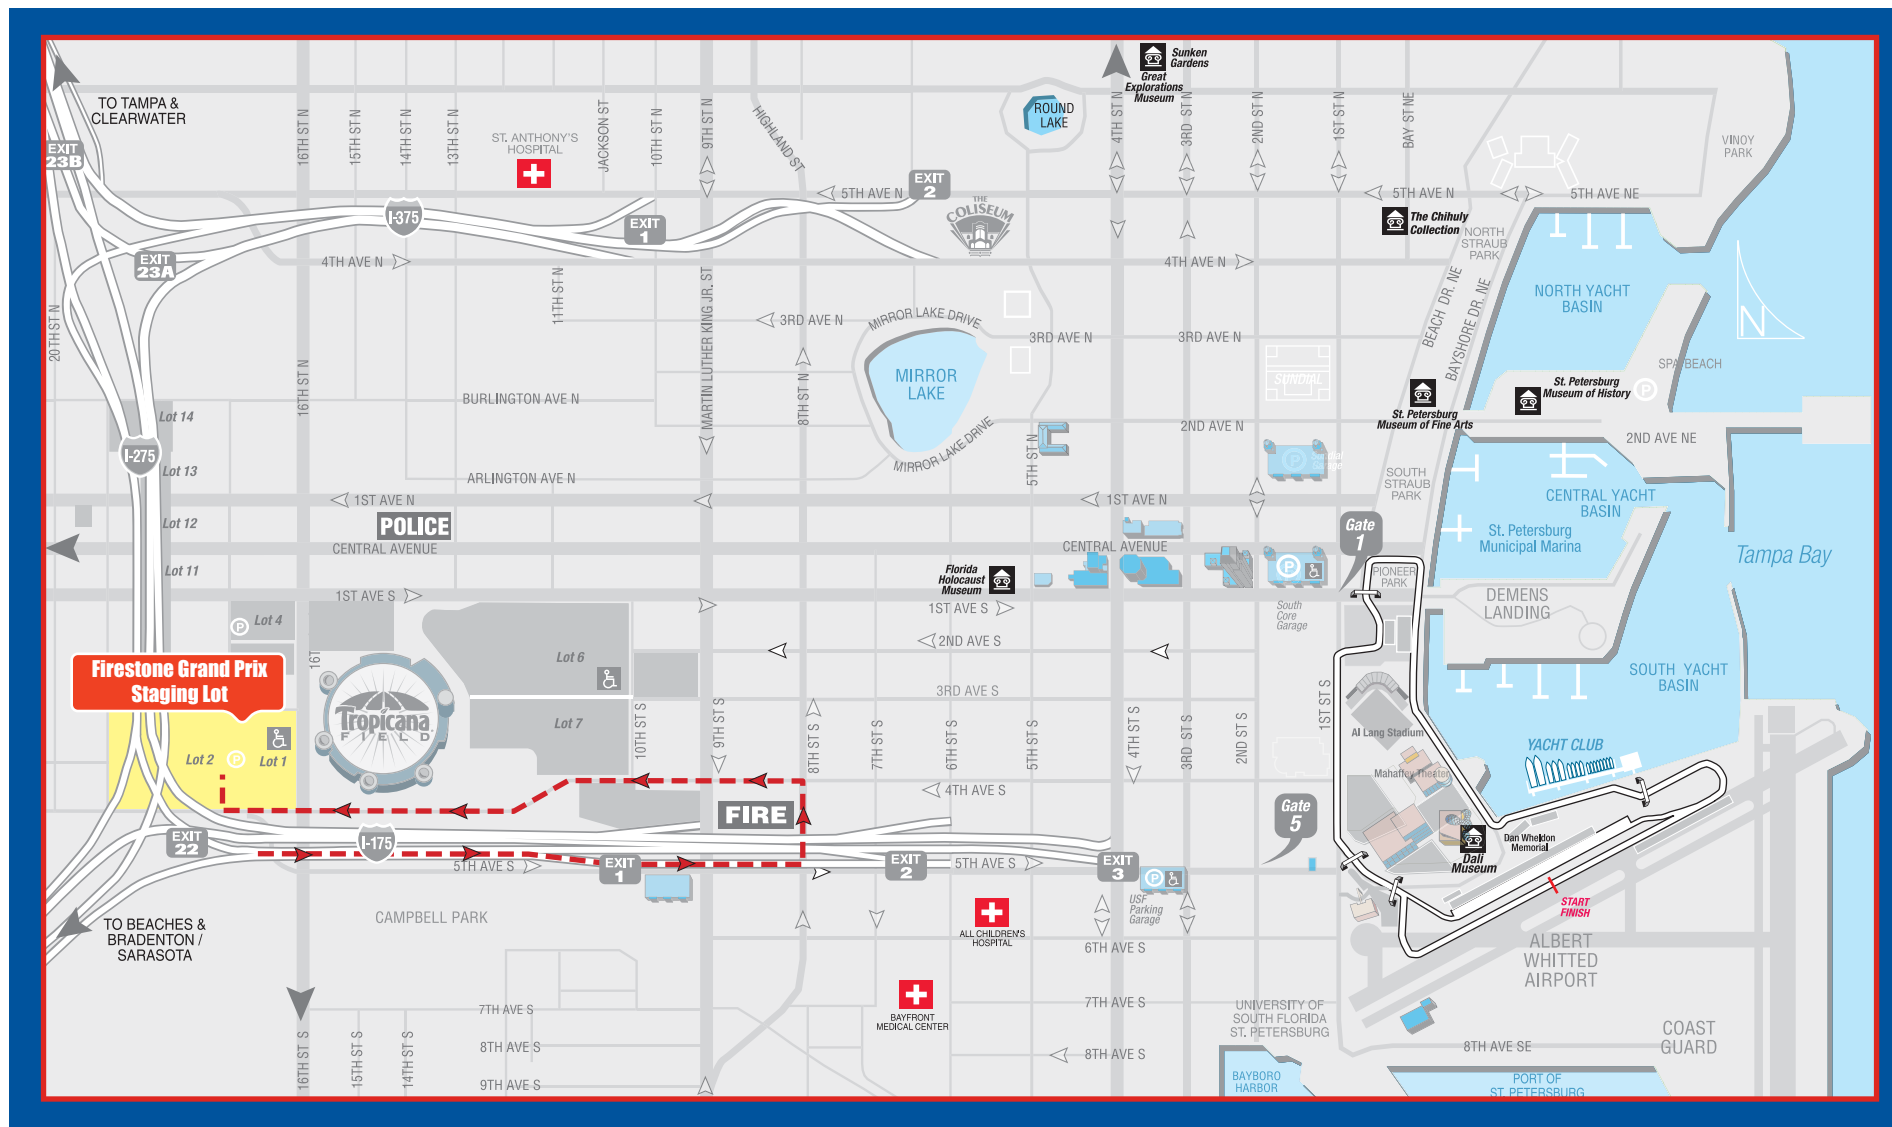 TO TAMPA &
CLEARWATER
EXIT
23B
16TH ST N
15TH ST N
14TH ST N
13TH ST N
ST. ANTHONY'S
HOSPITAL
JACKSON ST
10TH ST N
9TH ST N
HIGHLAND ST
ROUND
LAKE
4TH ST N
Sunken
Gardens
Great
Explorations
Museum
3RD ST N
2ND ST N
1ST ST N
BAY ST NE
VINOY
PARK
5TH AVE N
EXIT
2
5TH AVE N
5TH AVE NE
I-375
EXIT
1
THE
COLISEUM
The Chihuly
Collection
NORTH
STRAUB
PARK
EXIT
23A
4TH AVE N
4TH AVE N
11TH ST N
MARTIN LUTHER KING JR. ST
BEACH DR. NE
BAYSHORE DR. NE
NORTH YACHT
BASIN
N
20TH ST N
3RD AVE N
MIRROR LAKE DRIVE
3RD AVE N
3RD AVE N
SPA BEACH
P
16TH ST N
8TH ST N
MIRROR
LAKE
SUNDIAL
St. Petersburg
Museum of History
BURLINGTON AVE N
Lot 14
St. Petersburg
Museum of Fine Arts
2ND AVE N
2ND AVE NE
MIRROR LAKE DRIVE
5TH ST N
I-275
Lot 13
P
Sundial
Garage
ARLINGTON AVE N
SOUTH
STRAUB
PARK
1ST AVE N
1ST AVE N
CENTRAL YACHT
BASIN
Lot 12
POLICE
Gate
1
St. Petersburg
Municipal Marina
Tampa Bay
CENTRAL AVENUE
CENTRAL AVENUE
Lot 11
Florida
Holocaust
Museum
P
PIONEER
PARK
1ST AVE S
1ST AVE S
South
Core
Garage
DEMENS
LANDING
P
Lot 4
2ND AVE S
16T
Lot 6
Firestone Grand Prix
Staging Lot
3RD AVE S
SOUTH YACHT
BASIN
Tropicana
FIELD
Lot 7
10TH ST S
9TH ST S
8TH ST S
7TH ST S
6TH ST S
5TH ST S
4TH ST S
3RD ST S
2ND ST S
1ST ST S
Al Lang Stadium
YACHT CLUB
Lot 2
P
Lot 1
Mahaffey Theater
4TH AVE S
FIRE
Gate
5
EXIT
22
I-175
Dan Wheldon
Memorial
Dali
Museum
5TH AVE S
EXIT
1
EXIT
2
5TH AVE S
EXIT
3
P
USF
Parking
Garage
START
FINISH
TO BEACHES &
BRADENTON /
SARASOTA
CAMPBELL PARK
ALL CHILDREN'S
HOSPITAL
6TH AVE S
ALBERT
WHITTED
AIRPORT
7TH AVE S
BAYFRONT
MEDICAL CENTER
7TH AVE S
UNIVERSITY OF
SOUTH FLORIDA
ST. PETERSBURG
COAST
GUARD
16TH ST S
15TH ST S
14TH ST S
8TH AVE S
8TH AVE S
8TH AVE SE
9TH AVE S
BAYBORO
HARBOR
PORT OF
ST. PETERSBURG